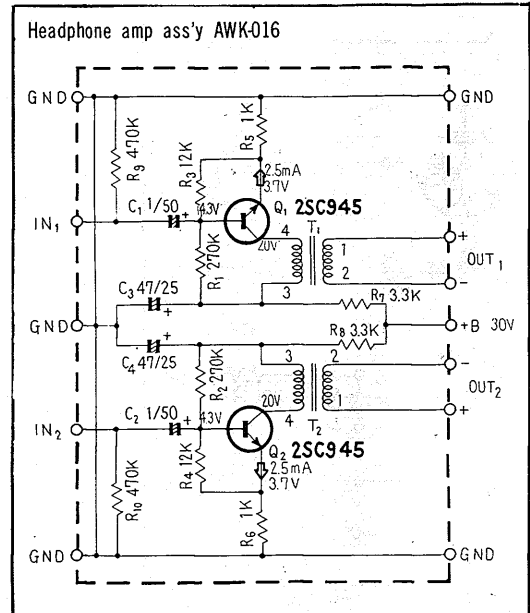 Headphone amp ass'y AWK-016
GND
GND
R5 1K
R9 470K
R3 12K
2.5mA
3.7V
Q1 2SC945
IN1
C1 1/50 +
4.3V
4
T1
1
+
20V
R1 270K
OUT1
3
2
-
C3 47/25
+
R7 3.3K
GND
+B 30V
R8 3.3K
C4 47/25
+
3
2
-
R2 270K
OUT2
20V
4
T2
1
+
C2 1/50 +
4.3V
IN2
Q2 2SC945
2.5mA
3.7V
R4 12K
R10 470K
R6 1K
GND
GND